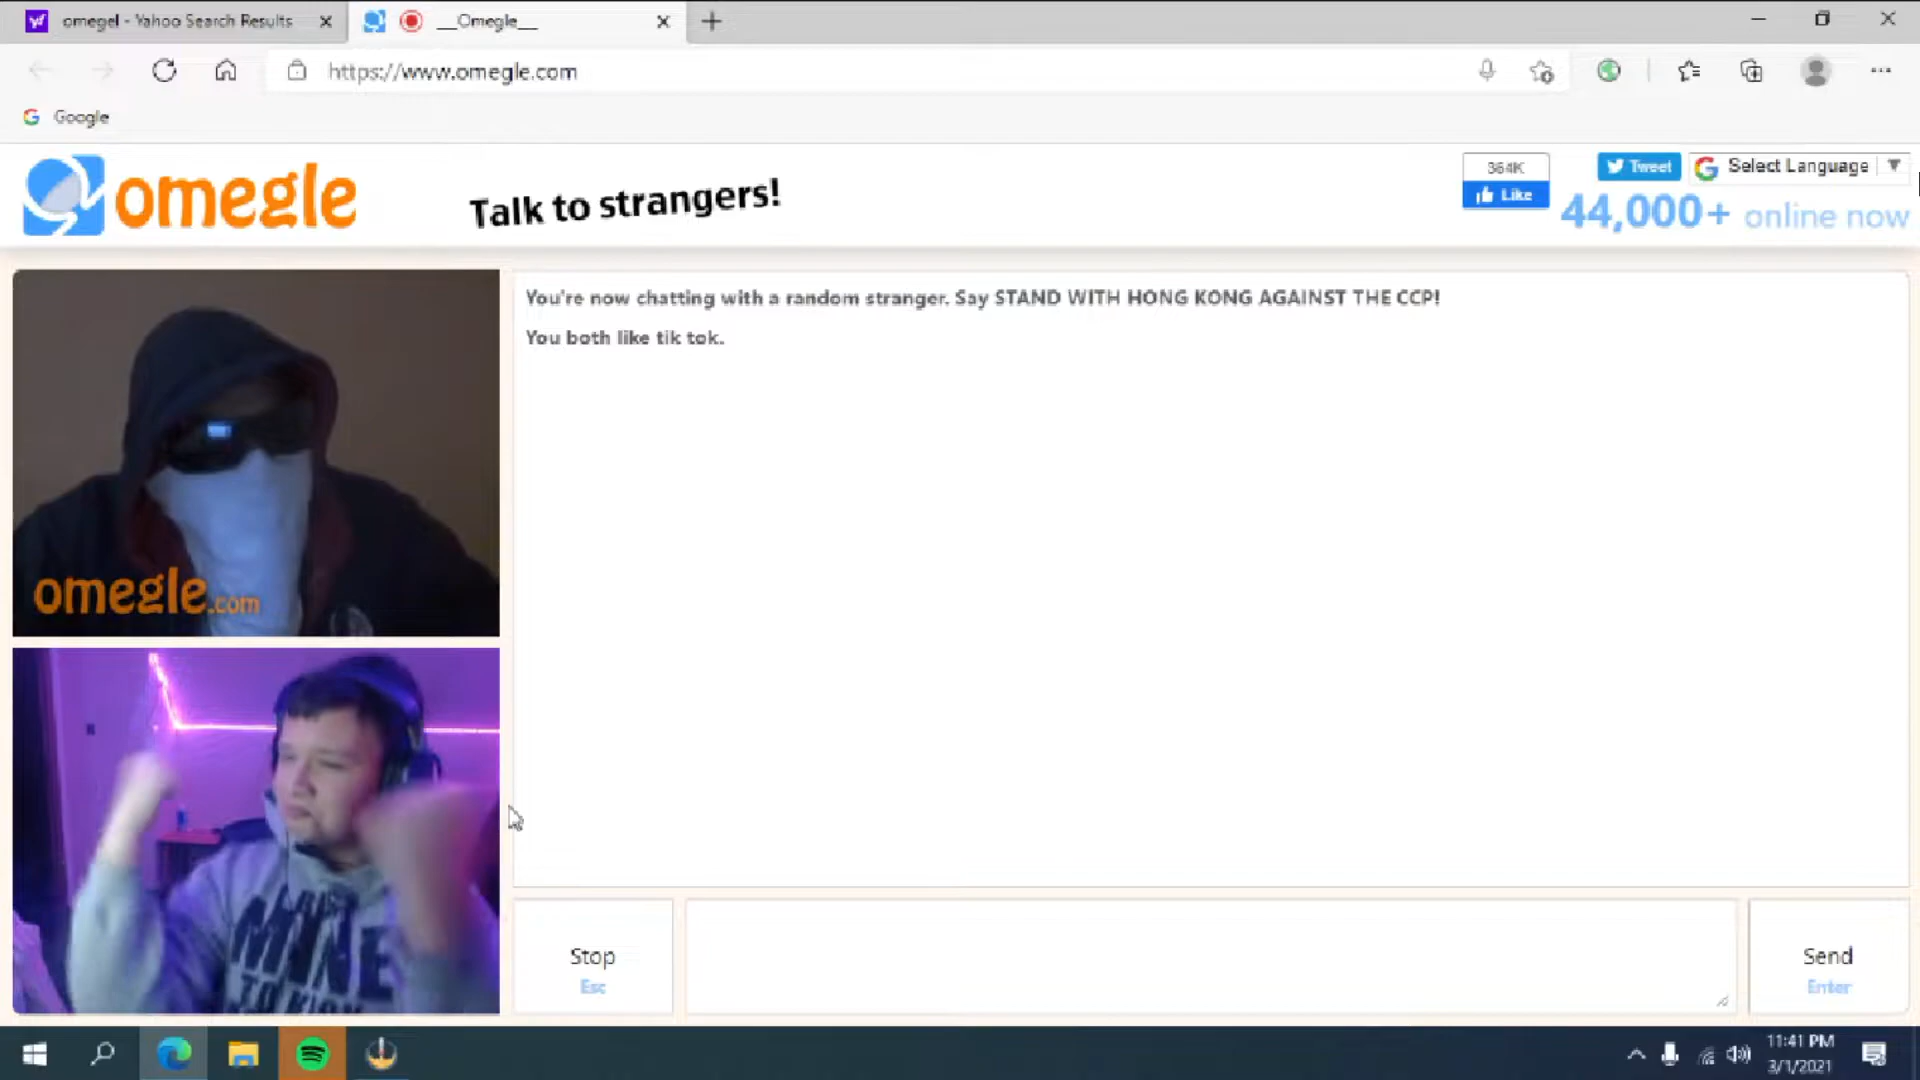 omegel - Yahoo Search Results
__Omegle__
https://www.omegle.com
Google
omegle
Talk to strangers!
364K
Like
Tweet
Select Language
44,000+ online now
You're now chatting with a random stranger. Say STAND WITH HONG KONG AGAINST THE CCP!
You both like tik tok.
omegle.com
MINE
TO
Stop
Esc
Send
Enter
11:41 PM
3/1/2021